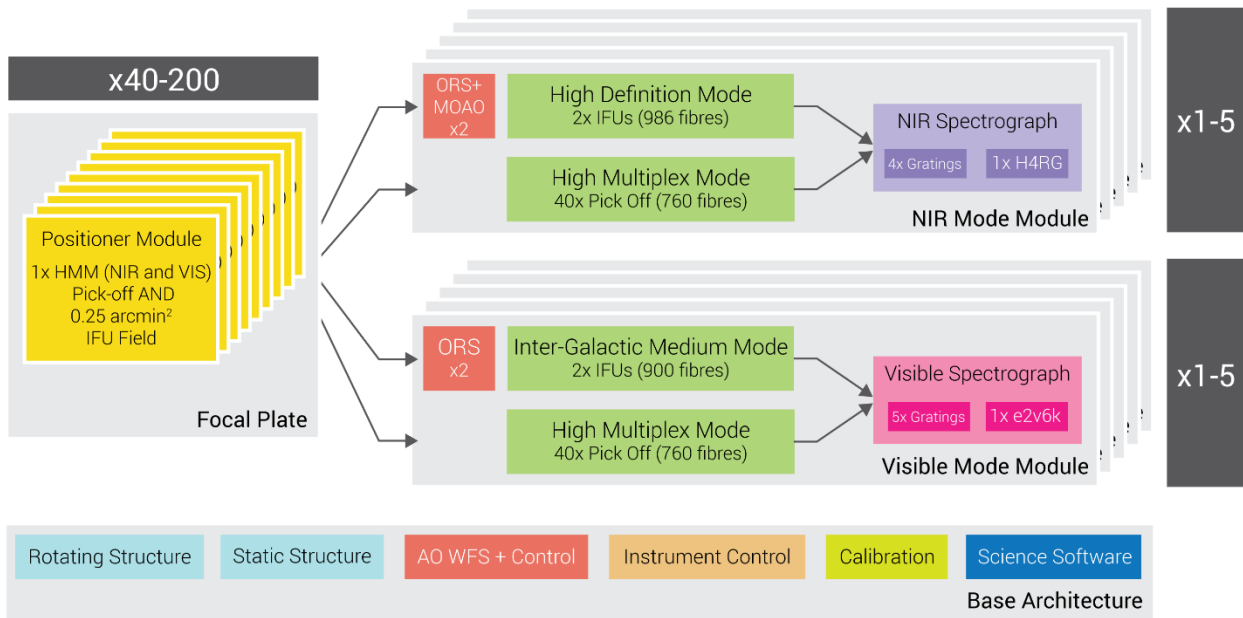 x40-200
Positioner Module
1x HMM (NIR and VIS)
Pick-off AND
0.25 arcmin²
IFU Field
Focal Plate
ORS+
MOAO
x2
High Definition Mode
2x IFUs (986 fibres)
High Multiplex Mode
40x Pick Off (760 fibres)
NIR Spectrograph
4x Gratings
1x H4RG
NIR Mode Module
x1-5
ORS
x2
Inter-Galactic Medium Mode
2x IFUs (900 fibres)
High Multiplex Mode
40x Pick Off (760 fibres)
Visible Spectrograph
5x Gratings
1x e2v6k
Visible Mode Module
x1-5
Rotating Structure
Static Structure
AO WFS + Control
Instrument Control
Calibration
Science Software
Base Architecture